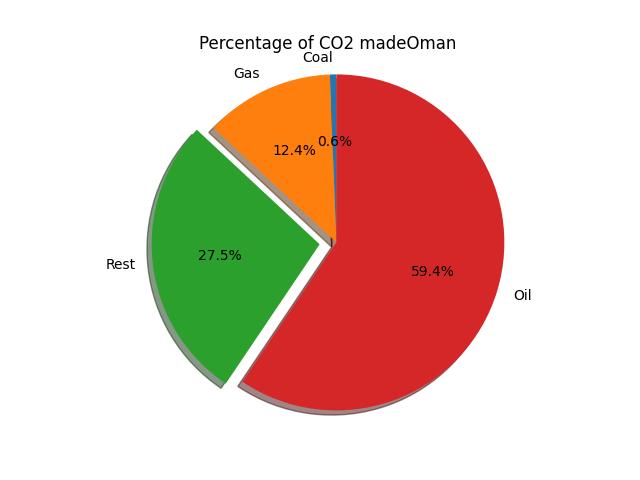 Percentage of CO2 madeOman
Coal
Gas
0.6%
12.4%
27.5%
Rest
59.4%
Oil